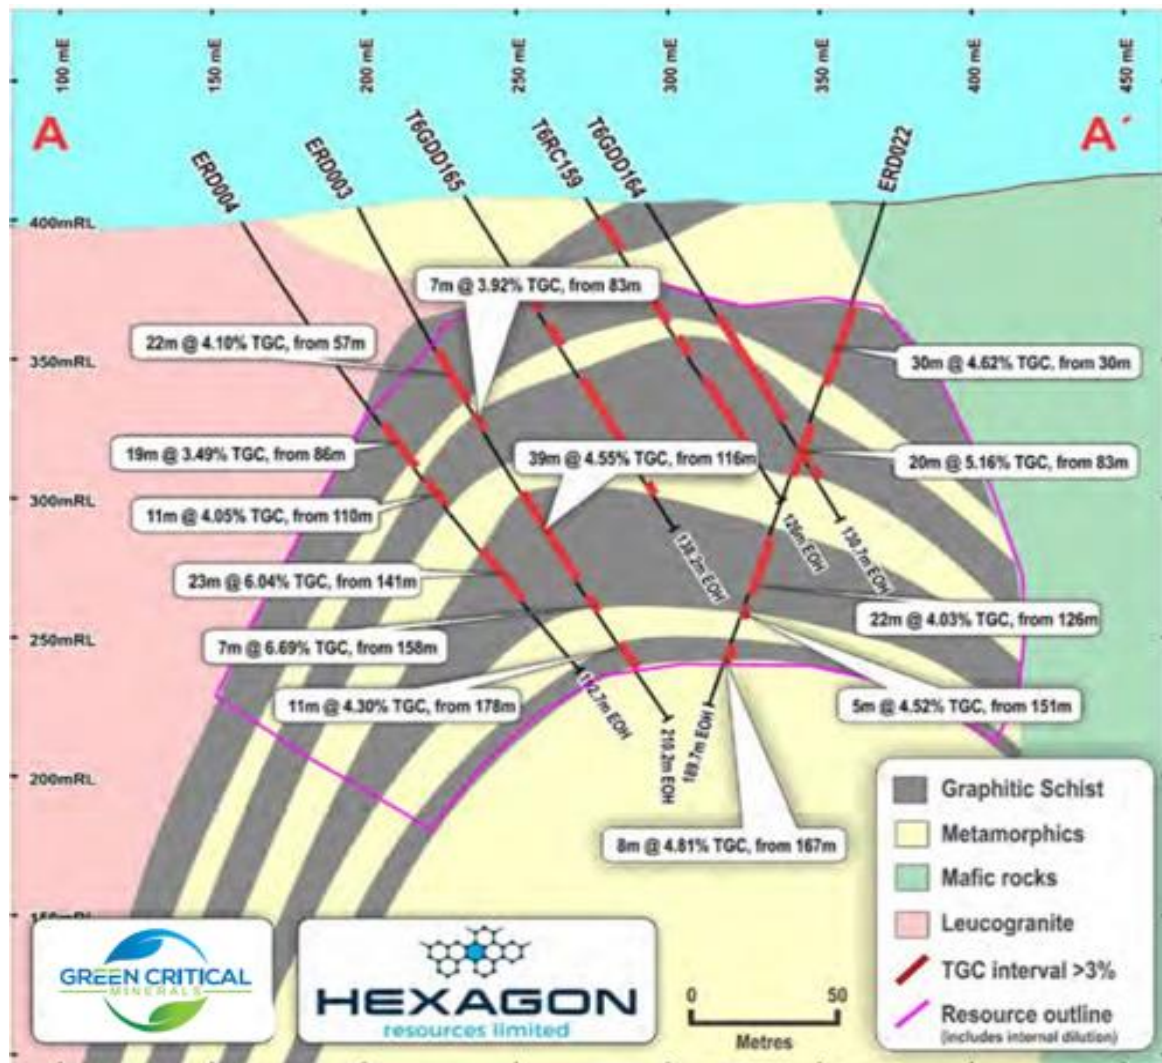 100 mE
150 mE
200 mE
250 mE
300 mE
350 mE
400 mE
450 mE
A
A´
ERD004
ERD003
T6GDD165
T6RC159
T6GDD164
ERD022
400mRL
350mRL
300mRL
250mRL
200mRL
7m @ 3.92% TGC, from 83m
22m @ 4.10% TGC, from 57m
30m @ 4.62% TGC, from 30m
19m @ 3.49% TGC, from 86m
39m @ 4.55% TGC, from 116m
20m @ 5.16% TGC, from 83m
11m @ 4.05% TGC, from 110m
23m @ 6.04% TGC, from 141m
22m @ 4.03% TGC, from 126m
7m @ 6.69% TGC, from 158m
11m @ 4.30% TGC, from 178m
5m @ 4.52% TGC, from 151m
8m @ 4.81% TGC, from 167m
138.2m EOH
126m EOH
130.7m EOH
EOH
210.2m EOH
189.7m EOH
Graphitic Schist
Metamorphics
Mafic rocks
Leucogranite
TGC interval >3%
Resource outline
(includes internal dilution)
GREEN CRITICAL
MINERALS
HEXAGON
resources limited
0 50
Metres